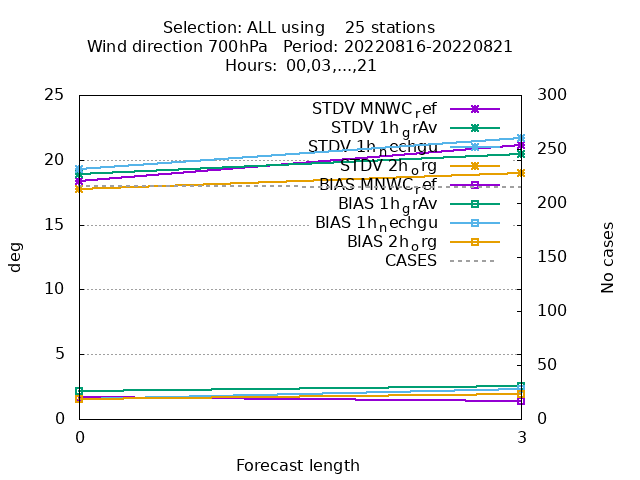 Selection: ALL using 25 stations
Wind direction 700hPa Period: 20220816-20220821
Hours: 00,03,...,21
25
20
15
10
5
0
300
250
200
150
100
50
0
deg
No cases
STDV MNWC_ref
STDV 1h_grAv
STDV 1h_nechgu
STDV 2h_org
BIAS MNWC_ref
BIAS 1h_grAv
BIAS 1h_nechgu
BIAS 2h_org
CASES
0
3
Forecast length